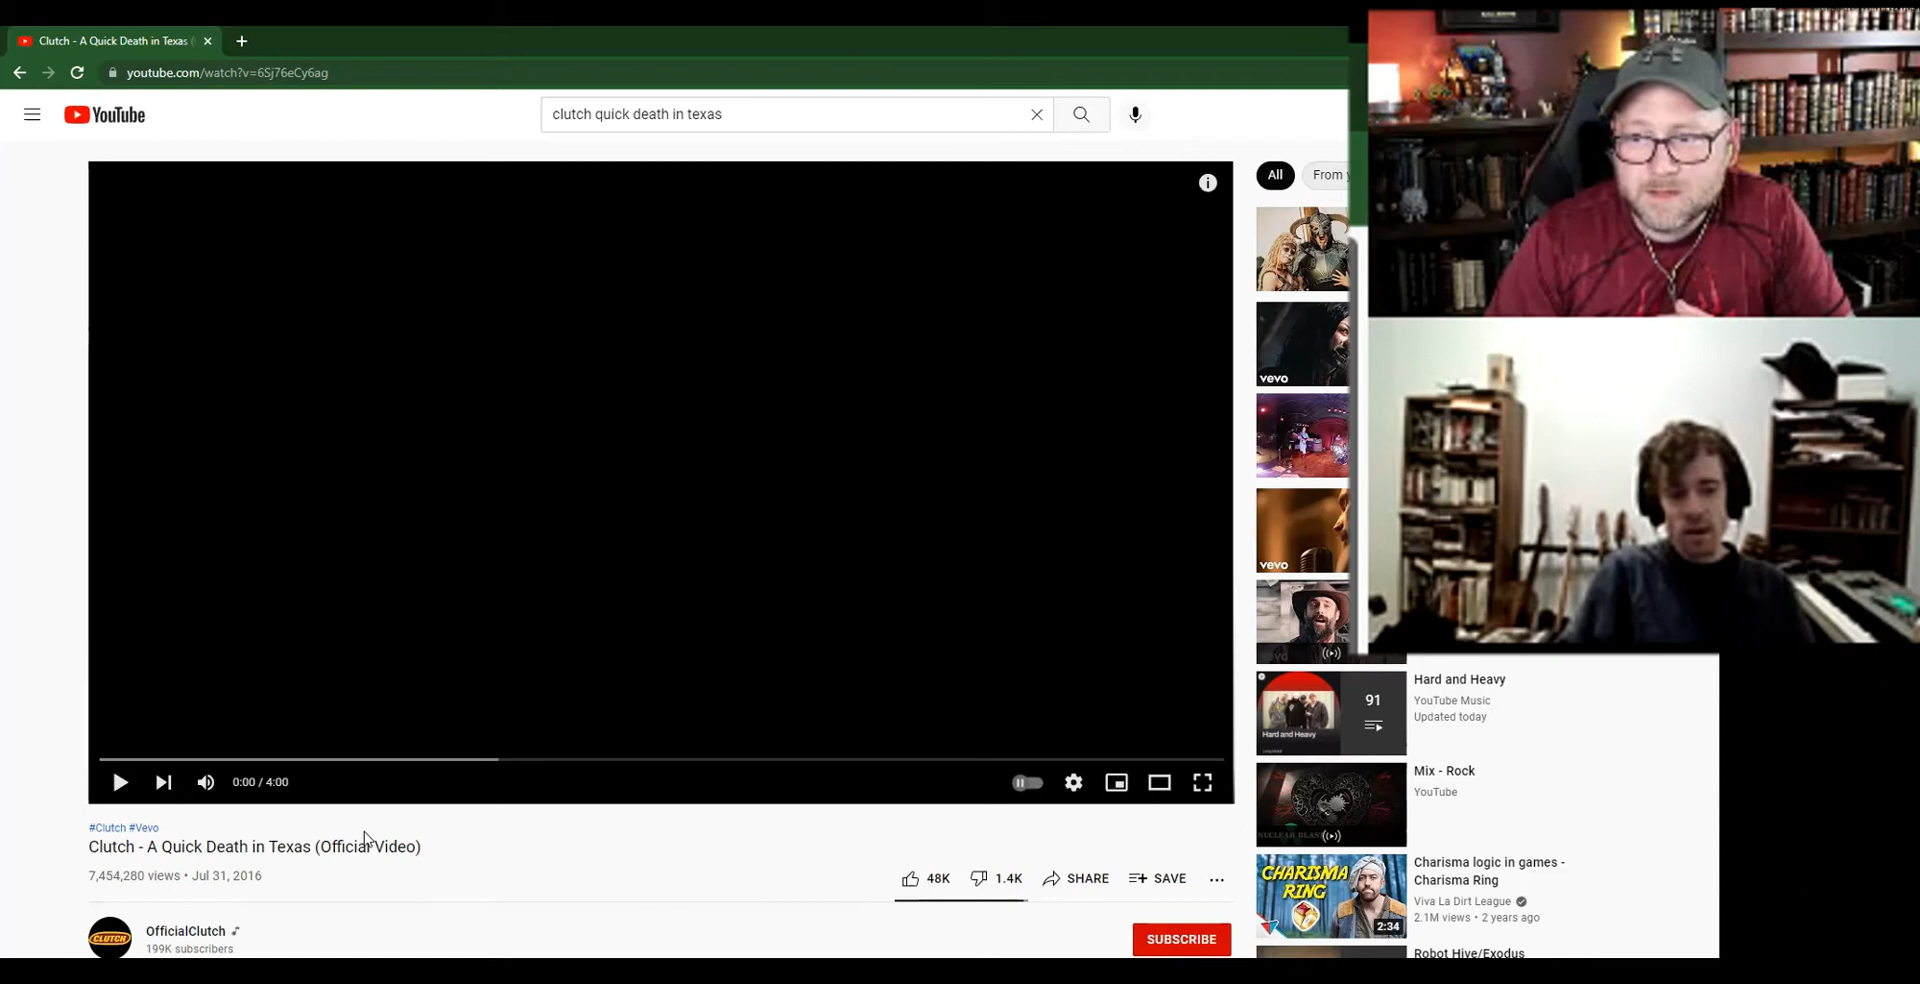 Clutch - A Quick Death in Texas
youtube.com/watch?v=6Sj76eCy6ag
YouTube
clutch quick death in texas
All
From
vevo
vevo
Hard and Heavy
91
Hard and Heavy
YouTube Music
Updated today
Mix - Rock
YouTube
NUCLEAR BLAST
0:00 / 4:00
#Clutch #Vevo
Clutch - A Quick Death in Texas (Official Video)
7,454,280 views • Jul 31, 2016
48K
1.4K
SHARE
SAVE
CHARISMA
RING
2:34
Charisma logic in games -
Charisma Ring
Viva La Dirt League
2.1M views • 2 years ago
CLUTCH
OfficialClutch
199K subscribers
SUBSCRIBE
Robot Hive/Exodus